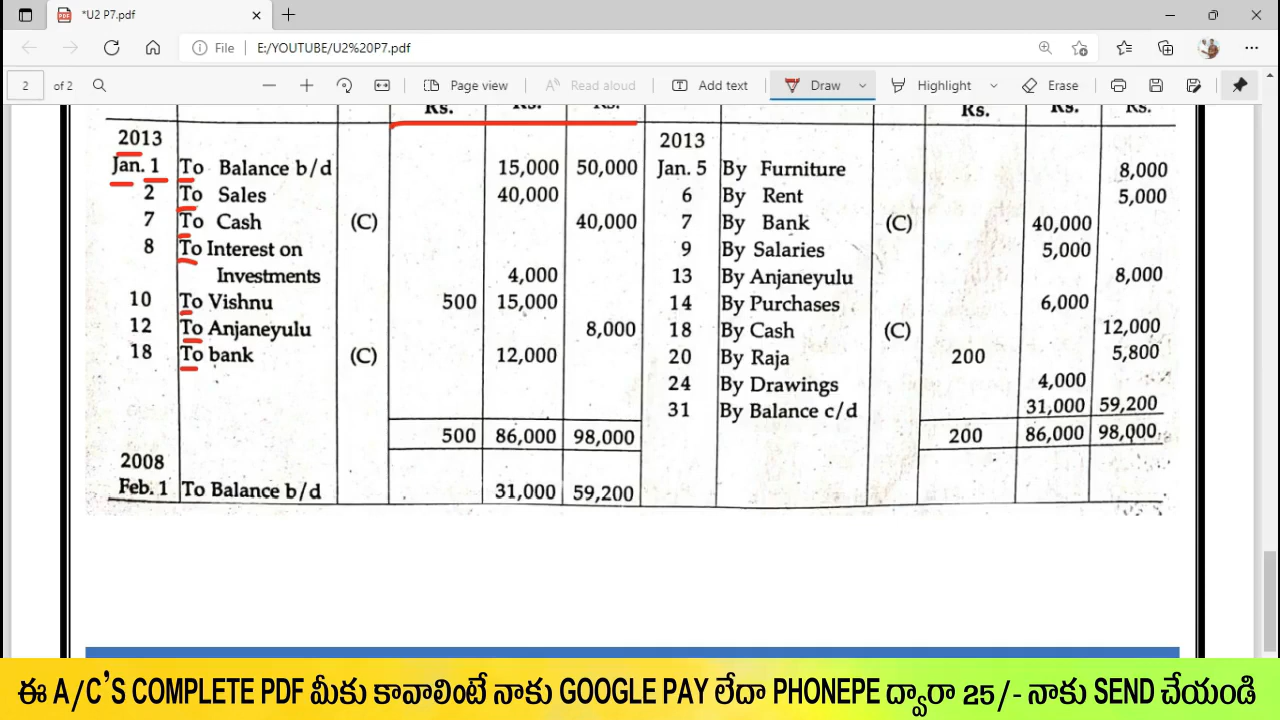 *U2 P7.pdf
File E:/YOUTUBE/U2%20P7.pdf
2 of 2 Page view Read aloud Add text Draw Highlight Erase
Rs. Rs. Rs. Rs. Rs. Rs.
2013 2013
Jan. 1 To Balance b/d 15,000 50,000 Jan. 5 By Furniture 8,000
2 To Sales 40,000 6 By Rent 5,000
7 To Cash (C) 40,000 7 By Bank (C) 40,000
8 To Interest on 9 By Salaries 5,000
Investments 4,000 13 By Anjaneyulu 8,000
10 To Vishnu 500 15,000 14 By Purchases 6,000
12 To Anjaneyulu 8,000 18 By Cash (C) 12,000
18 To bank (C) 12,000 20 By Raja 200 5,800
24 By Drawings 4,000
31 By Balance c/d 31,000 59,200
500 86,000 98,000 200 86,000 98,000
2008
Feb. 1 To Balance b/d 31,000 59,200
ఈ A/C'S COMPLETE PDF మీకు కావాలింటే నాకు GOOGLE PAY లేదా PHONEPE ద్వారా 25/- నాకు SEND చేయండి